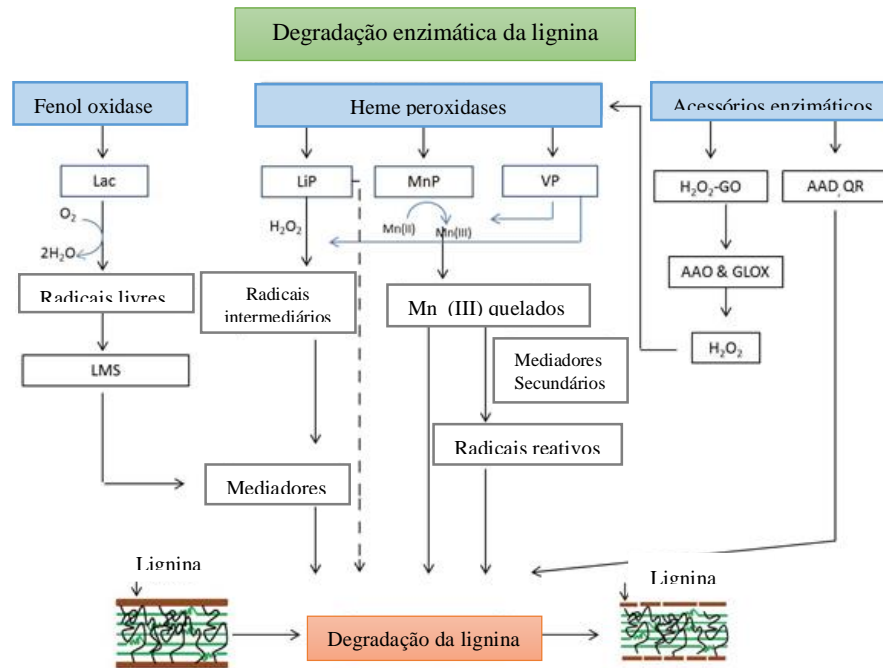 Degradação enzimática da lignina
Fenol oxidase
Heme peroxidases
Acessórios enzimáticos
Lac
LiP
MnP
VP
H₂O₂-GO
AAD, QR
O₂
2H₂O
H₂O₂
Mn(II)
Mn(III)
AAO & GLOX
Radicais livres
Radicais
intermediários
Mn (III) quelados
H₂O₂
LMS
Mediadores
Secundários
Radicais reativos
Mediadores
Lignina
Lignina
Degradação da lignina